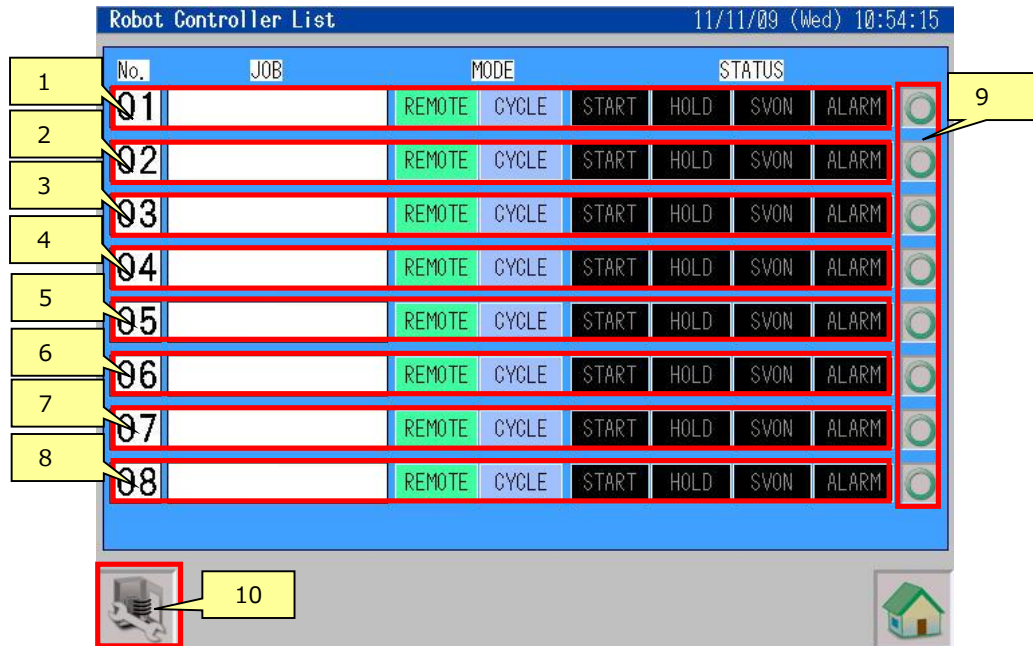 Robot Controller List 11/11/09 (Wed) 10:54:15
No. JOB MODE STATUS
1
01 REMOTE CYCLE START HOLD SVON ALARM
9
2
02 REMOTE CYCLE START HOLD SVON ALARM
3
03 REMOTE CYCLE START HOLD SVON ALARM
4
04 REMOTE CYCLE START HOLD SVON ALARM
5
05 REMOTE CYCLE START HOLD SVON ALARM
6
06 REMOTE CYCLE START HOLD SVON ALARM
7
07 REMOTE CYCLE START HOLD SVON ALARM
8
08 REMOTE CYCLE START HOLD SVON ALARM
10